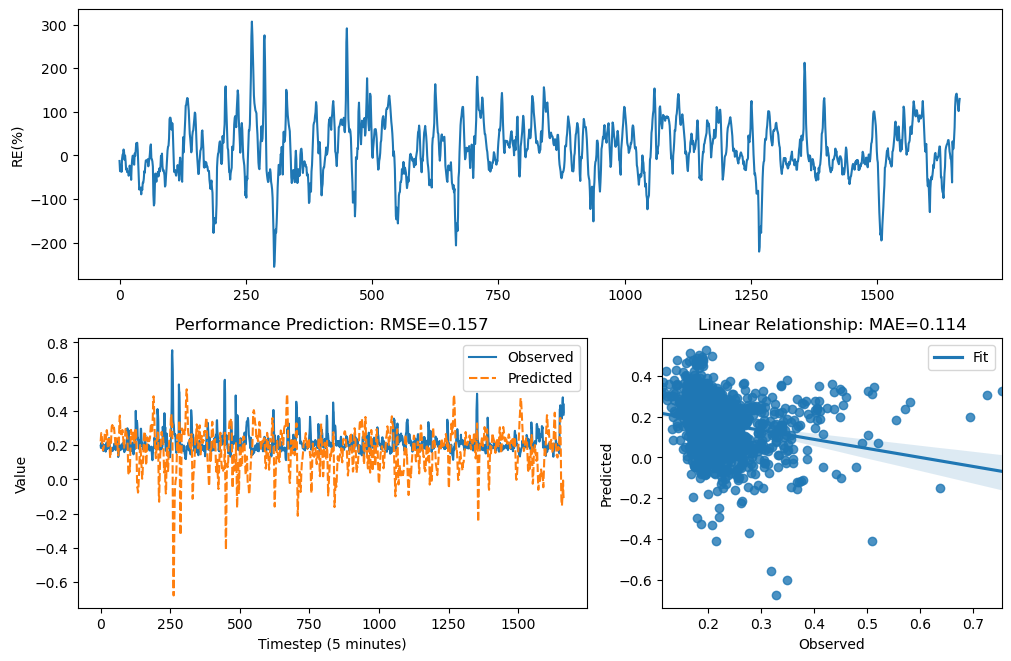 300
200
100
0
−100
−200
RE(%)
0 250 500 750 1000 1250 1500
Performance Prediction: RMSE=0.157
Observed
Predicted
0.8
0.6
0.4
0.2
0.0
−0.2
−0.4
−0.6
Value
0 250 500 750 1000 1250 1500
Timestep (5 minutes)
Linear Relationship: MAE=0.114
Fit
0.4
0.2
0.0
−0.2
−0.4
−0.6
Predicted
0.2 0.3 0.4 0.5 0.6 0.7
Observed